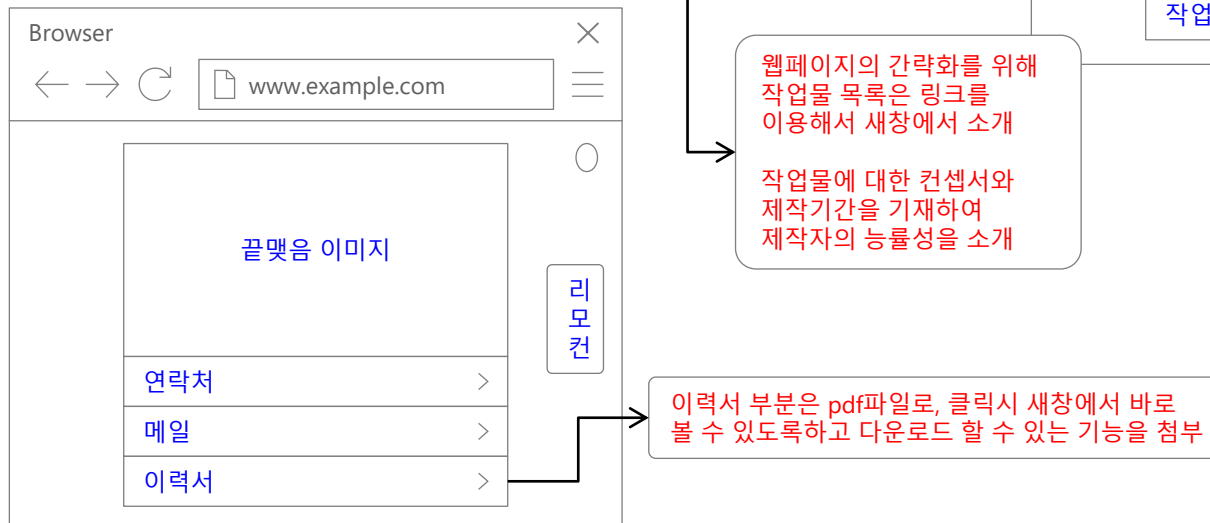 Browser
www.example.com
끝맺음 이미지
리
모
컨
연락처
메일
이력서
작업
웹페이지의 간략화를 위해
작업물 목록은 링크를
이용해서 새창에서 소개
작업물에 대한 컨셉서와
제작기간을 기재하여
제작자의 능률성을 소개
이력서 부분은 pdf파일로, 클릭시 새창에서 바로
볼 수 있도록하고 다운로드 할 수 있는 기능을 첨부